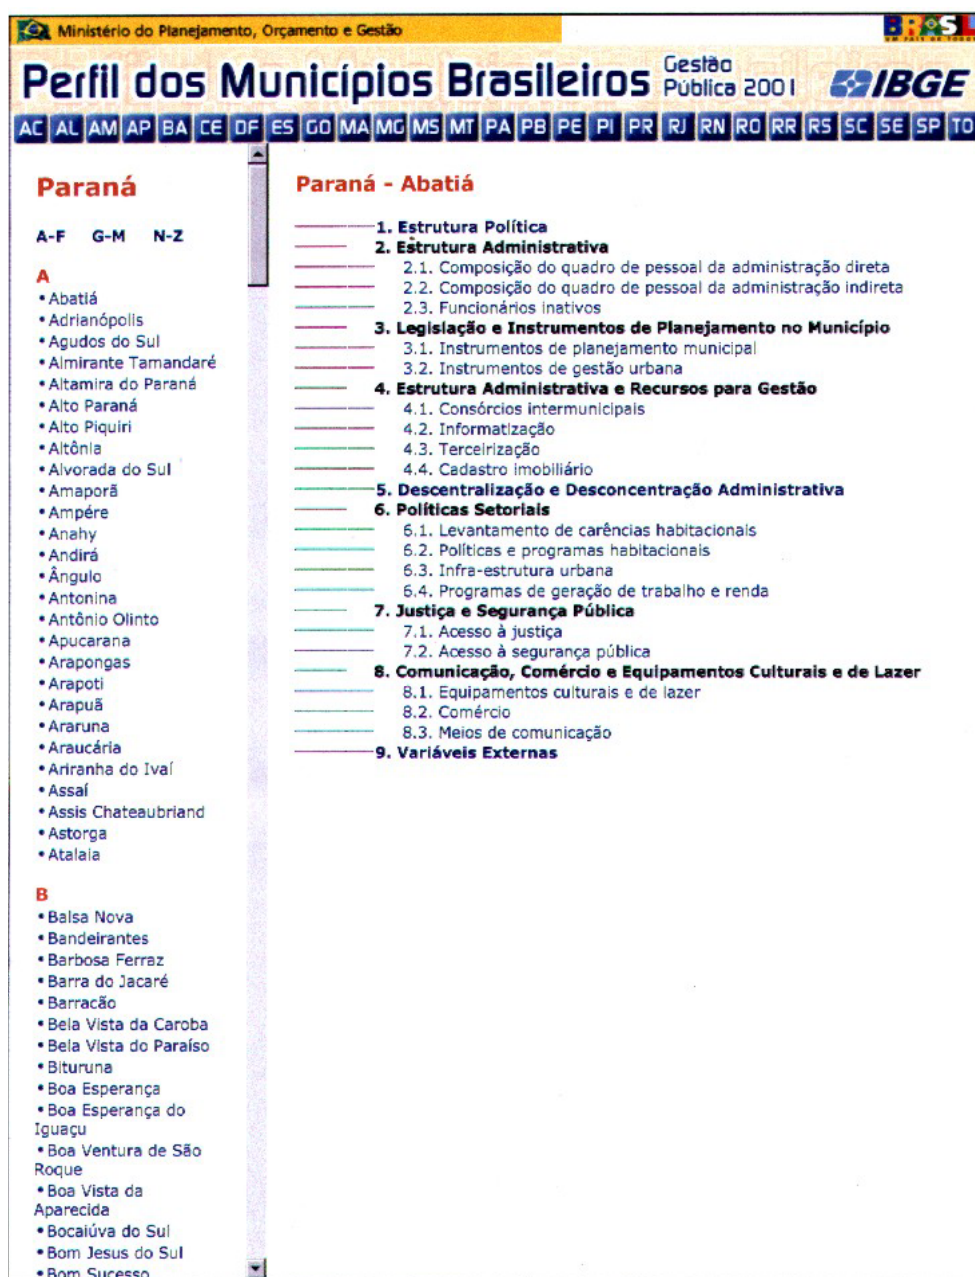 Ministério do Planejamento, Orçamento e Gestão
BRASIL
UM PAÍS DE TODOS
Perfil dos Municípios Brasileiros
Gestão
Pública 2001
IBGE
AC AL AM AP BA CE DF ES GO MA MG MS MT PA PB PE PI PR RJ RN RO RR RS SC SE SP TO
Paraná
A-F G-M N-Z
A
• Abatiá
• Adrianópolis
• Agudos do Sul
• Almirante Tamandaré
• Altamira do Paraná
• Alto Paraná
• Alto Piquiri
• Altônia
• Alvorada do Sul
• Amaporã
• Ampére
• Anahy
• Andirá
• Ângulo
• Antonina
• Antônio Olinto
• Apucarana
• Arapongas
• Arapoti
• Arapuã
• Araruna
• Araucária
• Ariranha do Ivaí
• Assaí
• Assis Chateaubriand
• Astorga
• Atalaia
B
• Balsa Nova
• Bandeirantes
• Barbosa Ferraz
• Barra do Jacaré
• Barracão
• Bela Vista da Caroba
• Bela Vista do Paraíso
• Bituruna
• Boa Esperança
• Boa Esperança do
Iguaçu
• Boa Ventura de São
Roque
• Boa Vista da
Aparecida
• Bocaiúva do Sul
• Bom Jesus do Sul
• Bom Sucesso
Paraná - Abatiá
1. Estrutura Política
2. Estrutura Administrativa
2.1. Composição do quadro de pessoal da administração direta
2.2. Composição do quadro de pessoal da administração indireta
2.3. Funcionários inativos
3. Legislação e Instrumentos de Planejamento no Município
3.1. Instrumentos de planejamento municipal
3.2. Instrumentos de gestão urbana
4. Estrutura Administrativa e Recursos para Gestão
4.1. Consórcios intermunicipais
4.2. Informatização
4.3. Terceirização
4.4. Cadastro imobiliário
5. Descentralização e Desconcentração Administrativa
6. Políticas Setoriais
6.1. Levantamento de carências habitacionais
6.2. Políticas e programas habitacionais
6.3. Infra-estrutura urbana
6.4. Programas de geração de trabalho e renda
7. Justiça e Segurança Pública
7.1. Acesso à justiça
7.2. Acesso à segurança pública
8. Comunicação, Comércio e Equipamentos Culturais e de Lazer
8.1. Equipamentos culturais e de lazer
8.2. Comércio
8.3. Meios de comunicação
9. Variáveis Externas